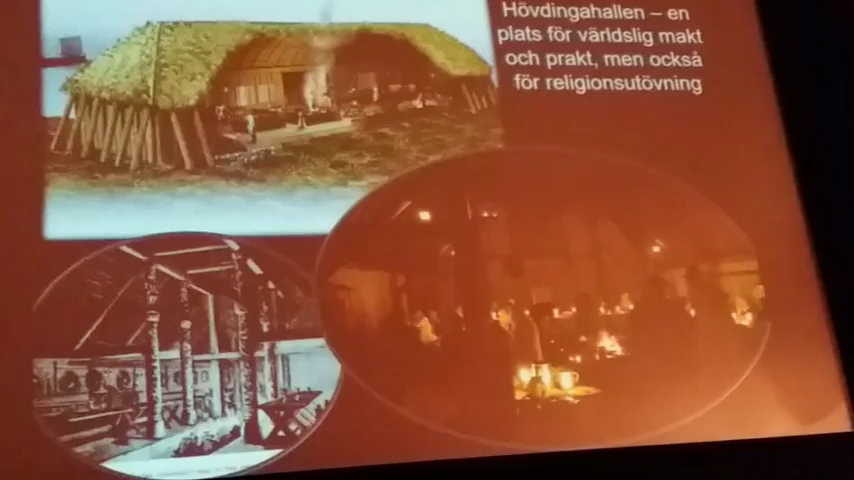 Hövdingahallen – en
plats för världslig makt
och prakt, men också
för religionsutövning